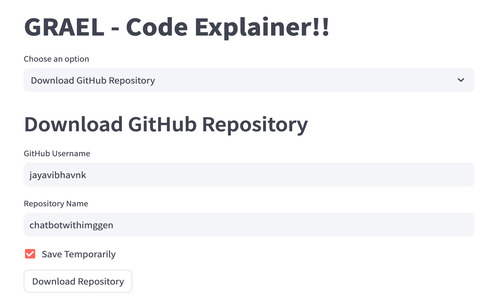 GRAEL - Code Explainer!!
Choose an option
Download GitHub Repository
Download GitHub Repository
GitHub Username
jayavibhavnk
Repository Name
chatbotwithimggen
Save Temporarily
Download Repository